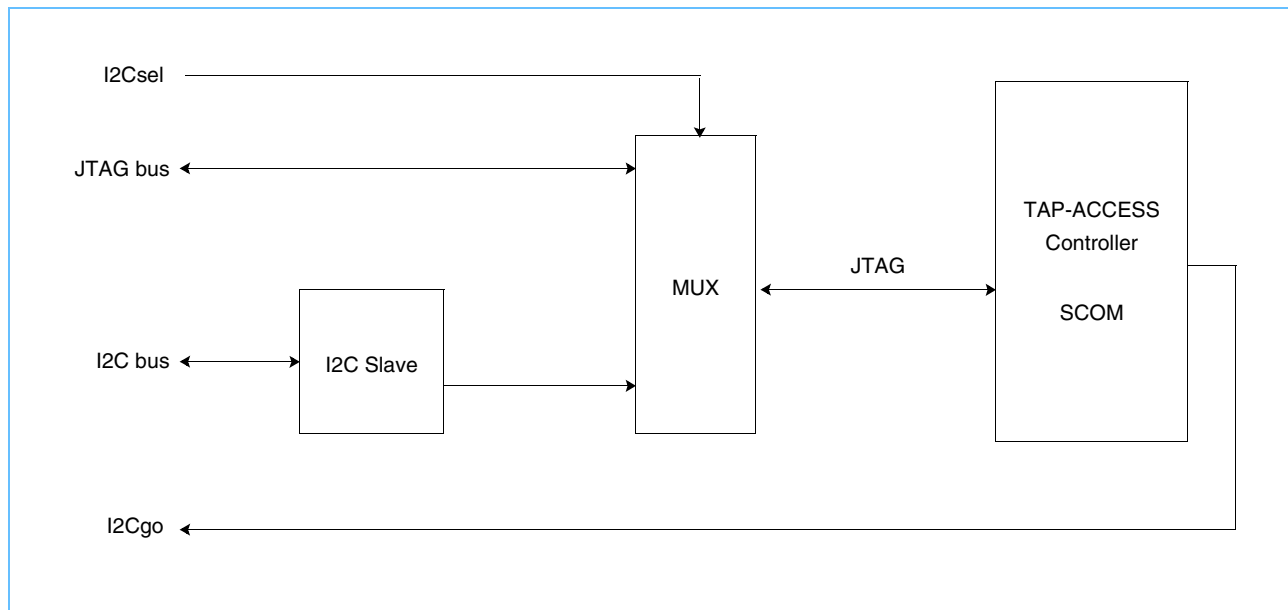 I2Csel
JTAG bus
TAP-ACCESS
Controller
JTAG
MUX
SCOM
I2C bus
I2C Slave
I2Cgo